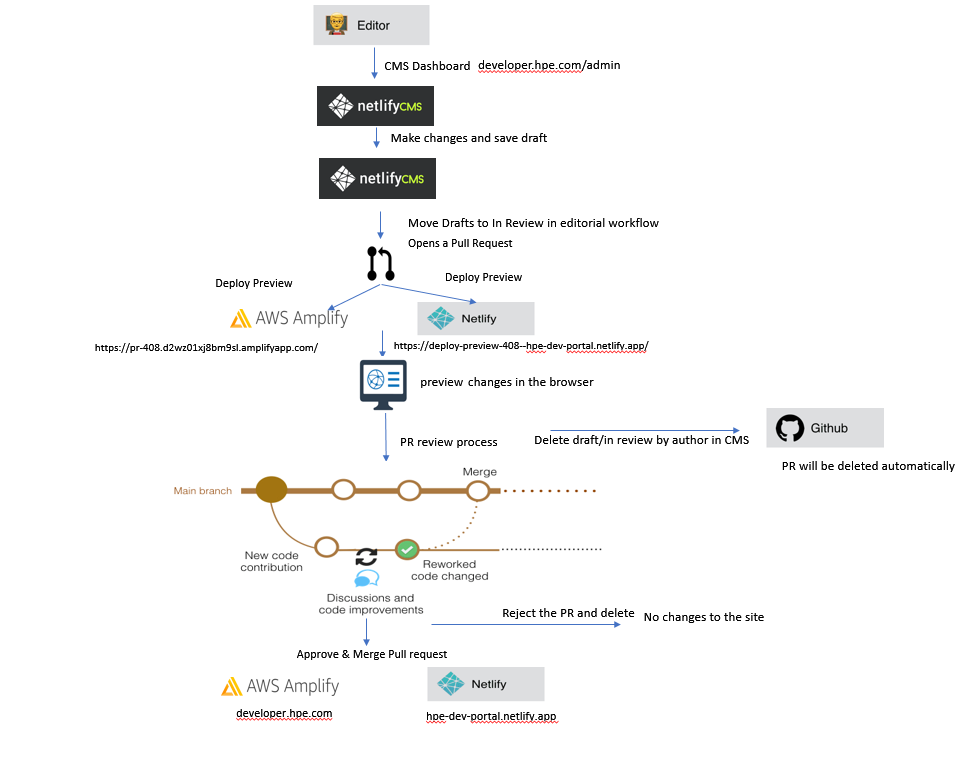 Editor
CMS Dashboard developer.hpe.com/admin
netlifyCMS
Make changes and save draft
netlifyCMS
Move Drafts to In Review in editorial workflow
Opens a Pull Request
Deploy Preview
Deploy Preview
AWS Amplify
Netlify
https://pr-408.d2wz01xj8bm9sl.amplifyapp.com/
https://deploy-preview-408--hpe-dev-portal.netlify.app/
preview changes in the browser
PR review process
Delete draft/in review by author in CMS
Github
PR will be deleted automatically
Merge
Main branch
New code
contribution
Reworked
code changed
Discussions and
code improvements
Reject the PR and delete
No changes to the site
Approve & Merge Pull request
AWS Amplify
Netlify
developer.hpe.com
hpe-dev-portal.netlify.app